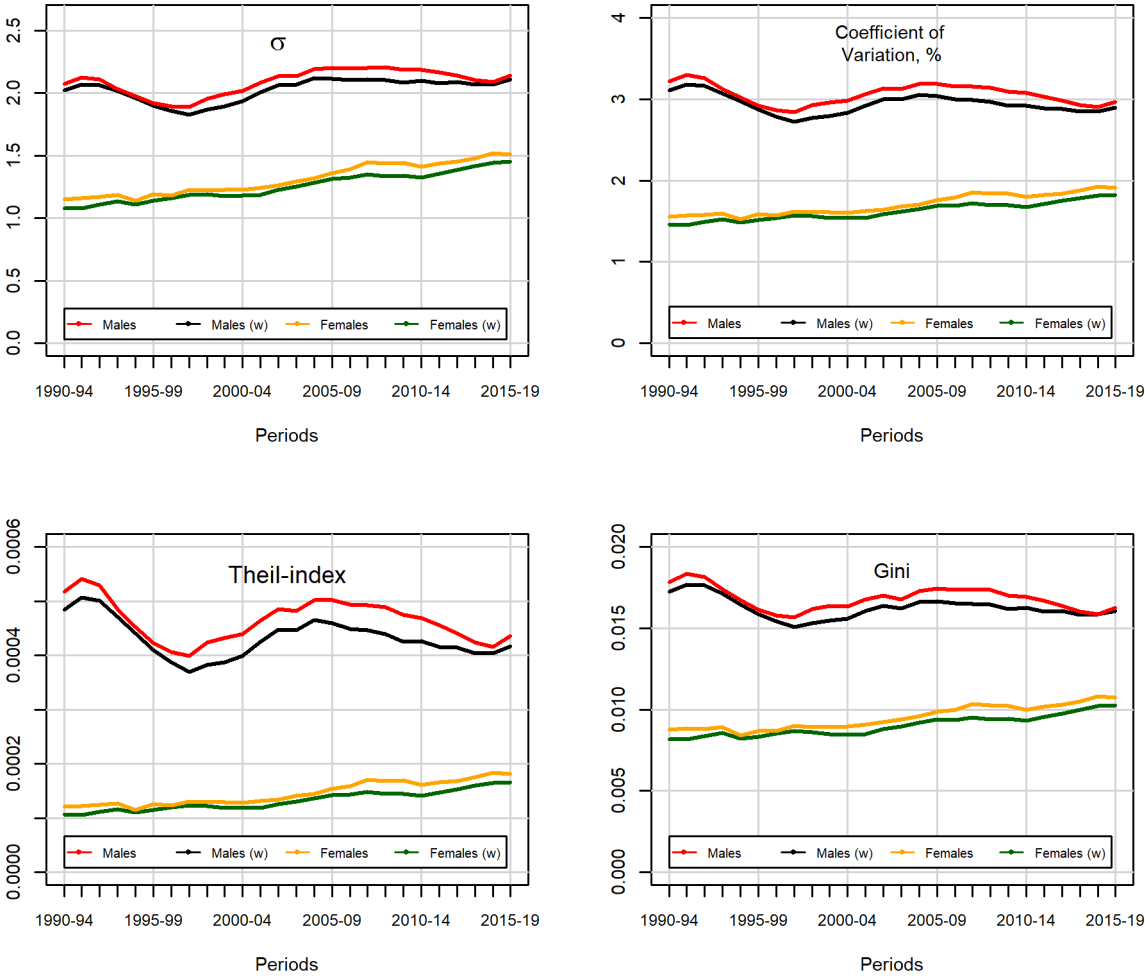 σ
2.5
2.0
1.5
1.0
0.5
0.0
Males Males (w) Females Females (w)
1990-94 1995-99 2000-04 2005-09 2010-14 2015-19
Periods
Coefficient of
Variation, %
4
3
2
1
0
Males Males (w) Females Females (w)
1990-94 1995-99 2000-04 2005-09 2010-14 2015-19
Periods
Theil-index
0.0006
0.0004
0.0002
0.0000
Males Males (w) Females Females (w)
1990-94 1995-99 2000-04 2005-09 2010-14 2015-19
Periods
Gini
0.020
0.015
0.010
0.005
0.000
Males Males (w) Females Females (w)
1990-94 1995-99 2000-04 2005-09 2010-14 2015-19
Periods